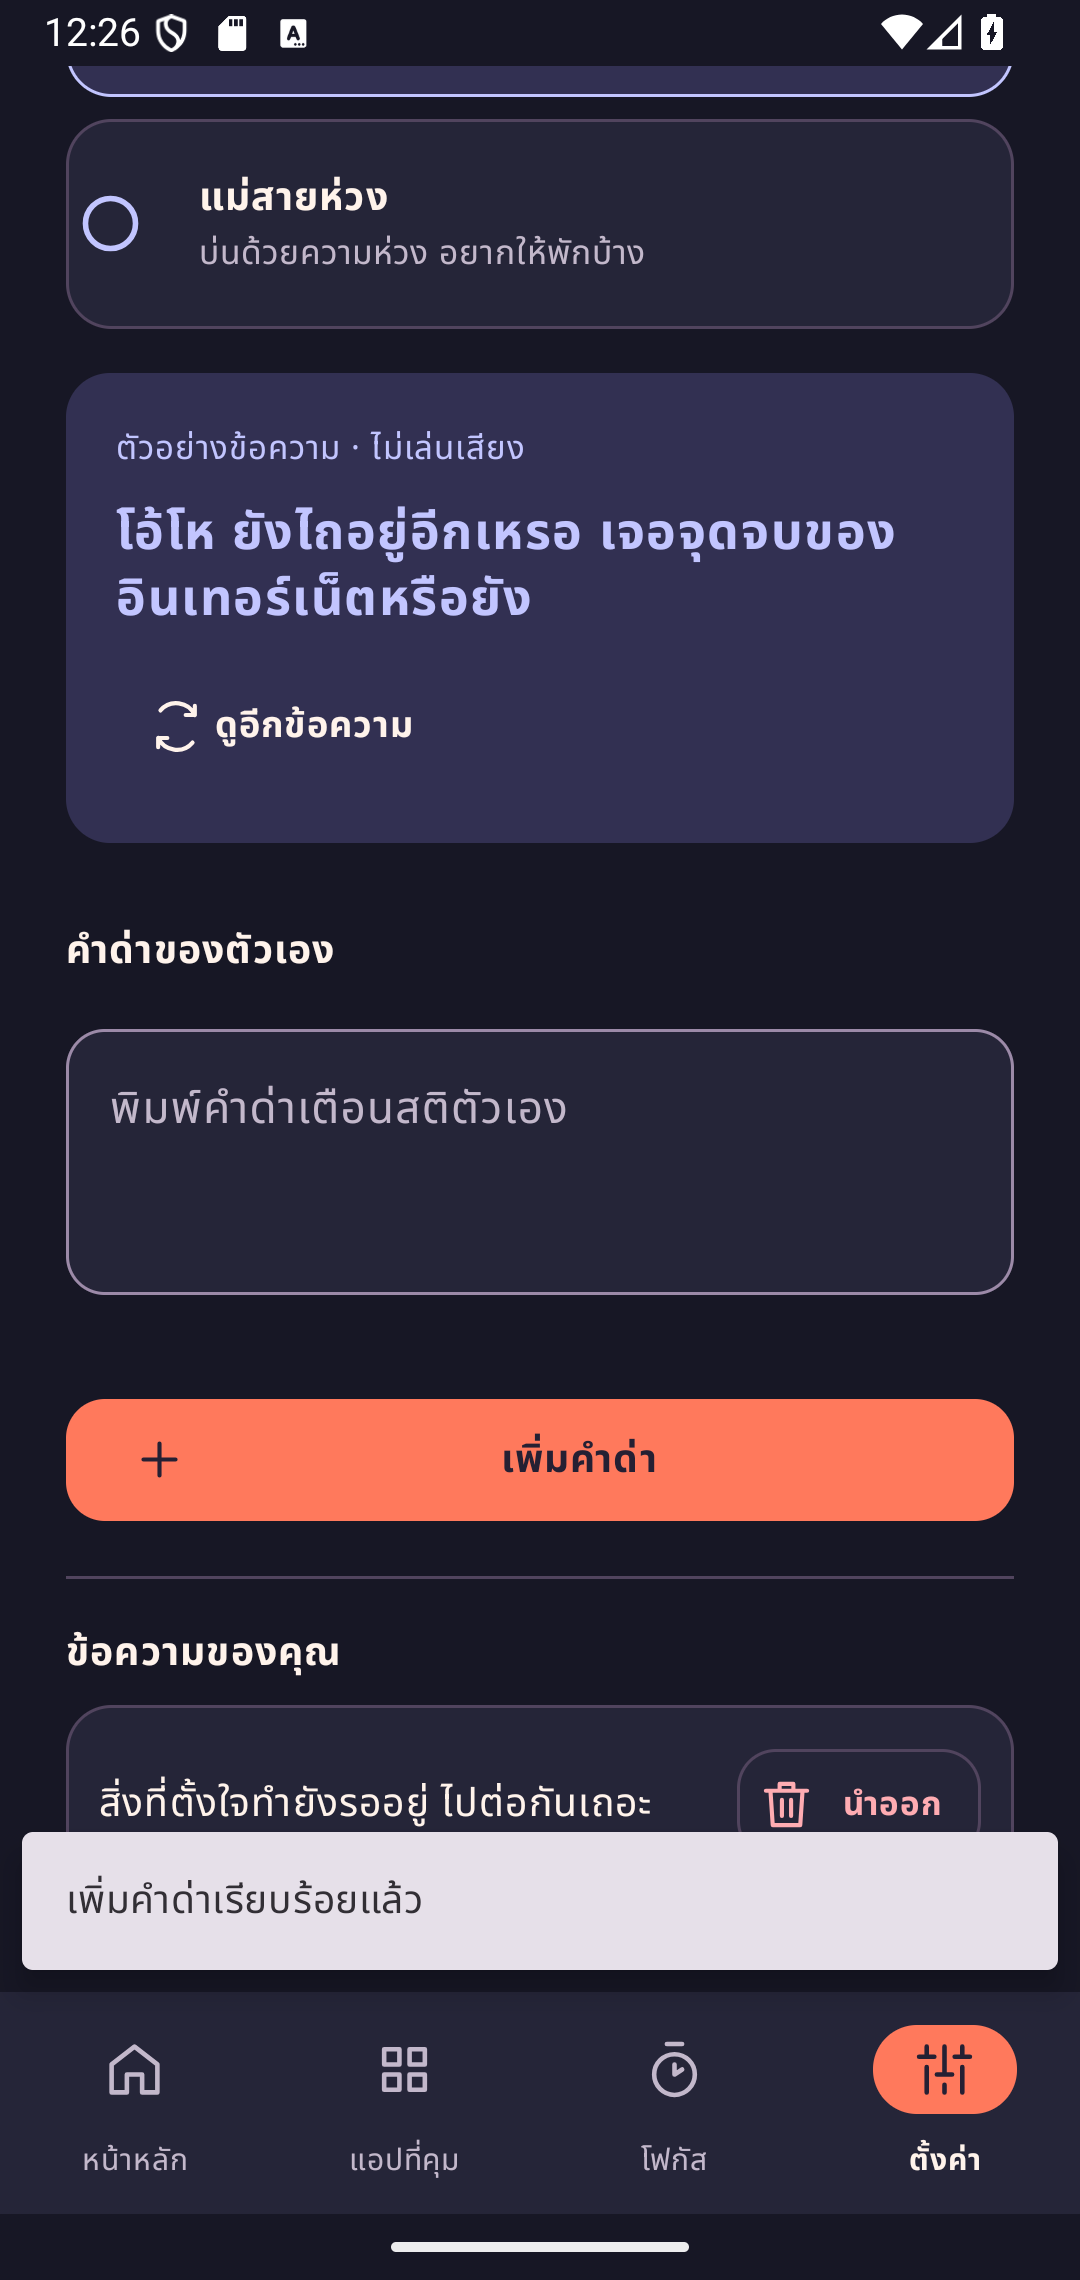 12:26
แม่สายห่วง
บ่นด้วยความห่วง อยากให้พักบ้าง
ตัวอย่างข้อความ · ไม่เล่นเสียง
โอ้โห ยังไถอยู่อีกเหรอ เจอจุดจบของ
อินเทอร์เน็ตหรือยัง
ดูอีกข้อความ
คำด่าของตัวเอง
พิมพ์คำด่าเตือนสติตัวเอง
เพิ่มคำด่า
ข้อความของคุณ
สิ่งที่ตั้งใจทำยังรออยู่ ไปต่อกันเถอะ
นำออก
เพิ่มคำด่าเรียบร้อยแล้ว
หน้าหลัก
แอปที่คุม
โฟกัส
ตั้งค่า